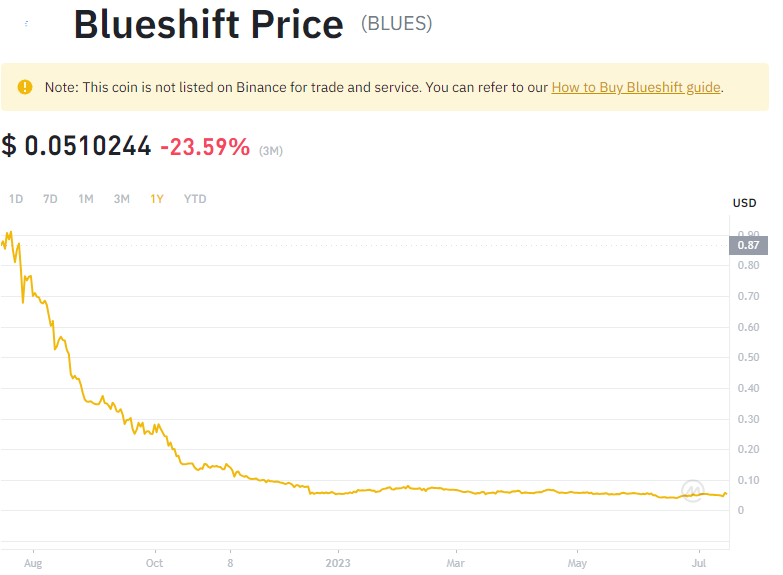 Blueshift Price (BLUES)
Note: This coin is not listed on Binance for trade and service. You can refer to our How to Buy Blueshift guide.
$ 0.0510244 -23.59% (3M)
1D 7D 1M 3M 1Y YTD
USD
0.90
0.87
0.80
0.70
0.60
0.50
0.40
0.30
0.20
0.10
0
Aug Oct 8 2023 Mar May Jul